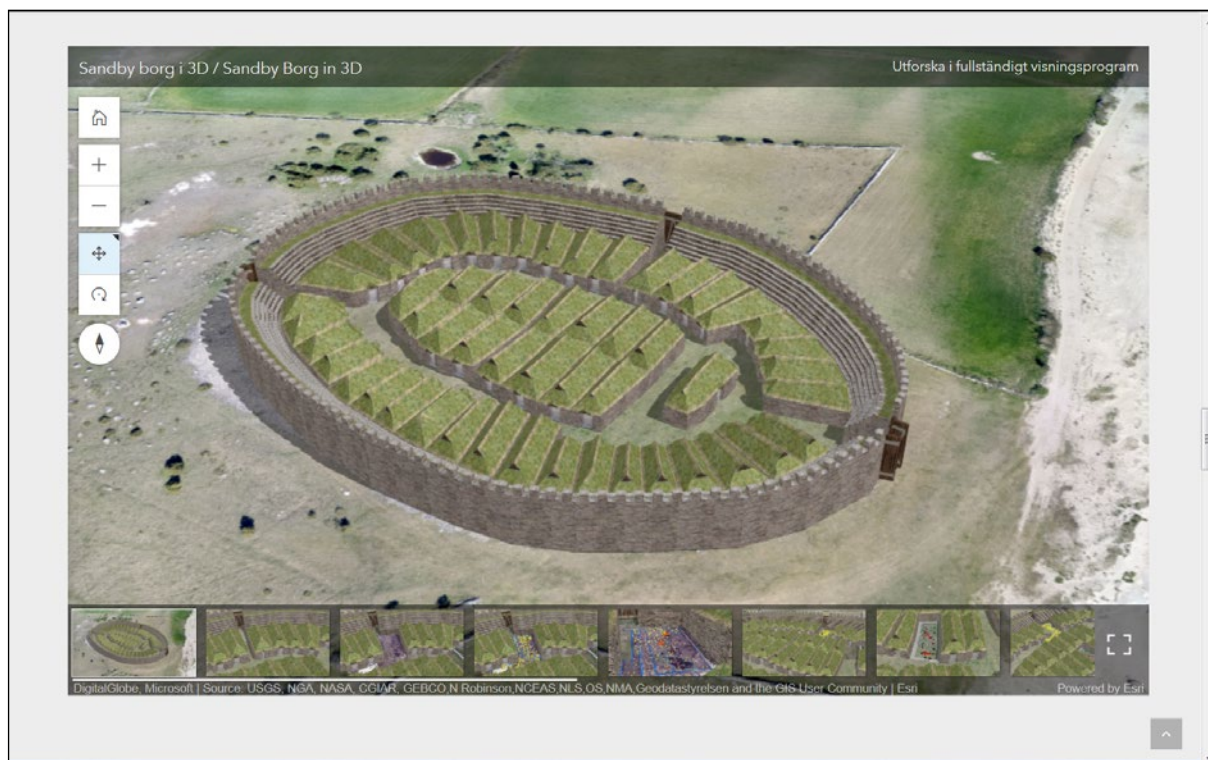 Sandby borg i 3D / Sandby Borg in 3D
Utforska i fullständigt visningsprogram
DigitalGlobe, Microsoft | Source: USGS, NGA, NASA, CGIAR, GEBCO,N Robinson,NCEAS,NLS,OS,NMA,Geodatastyrelsen and the GIS User Community | Esri
Powered by Esri